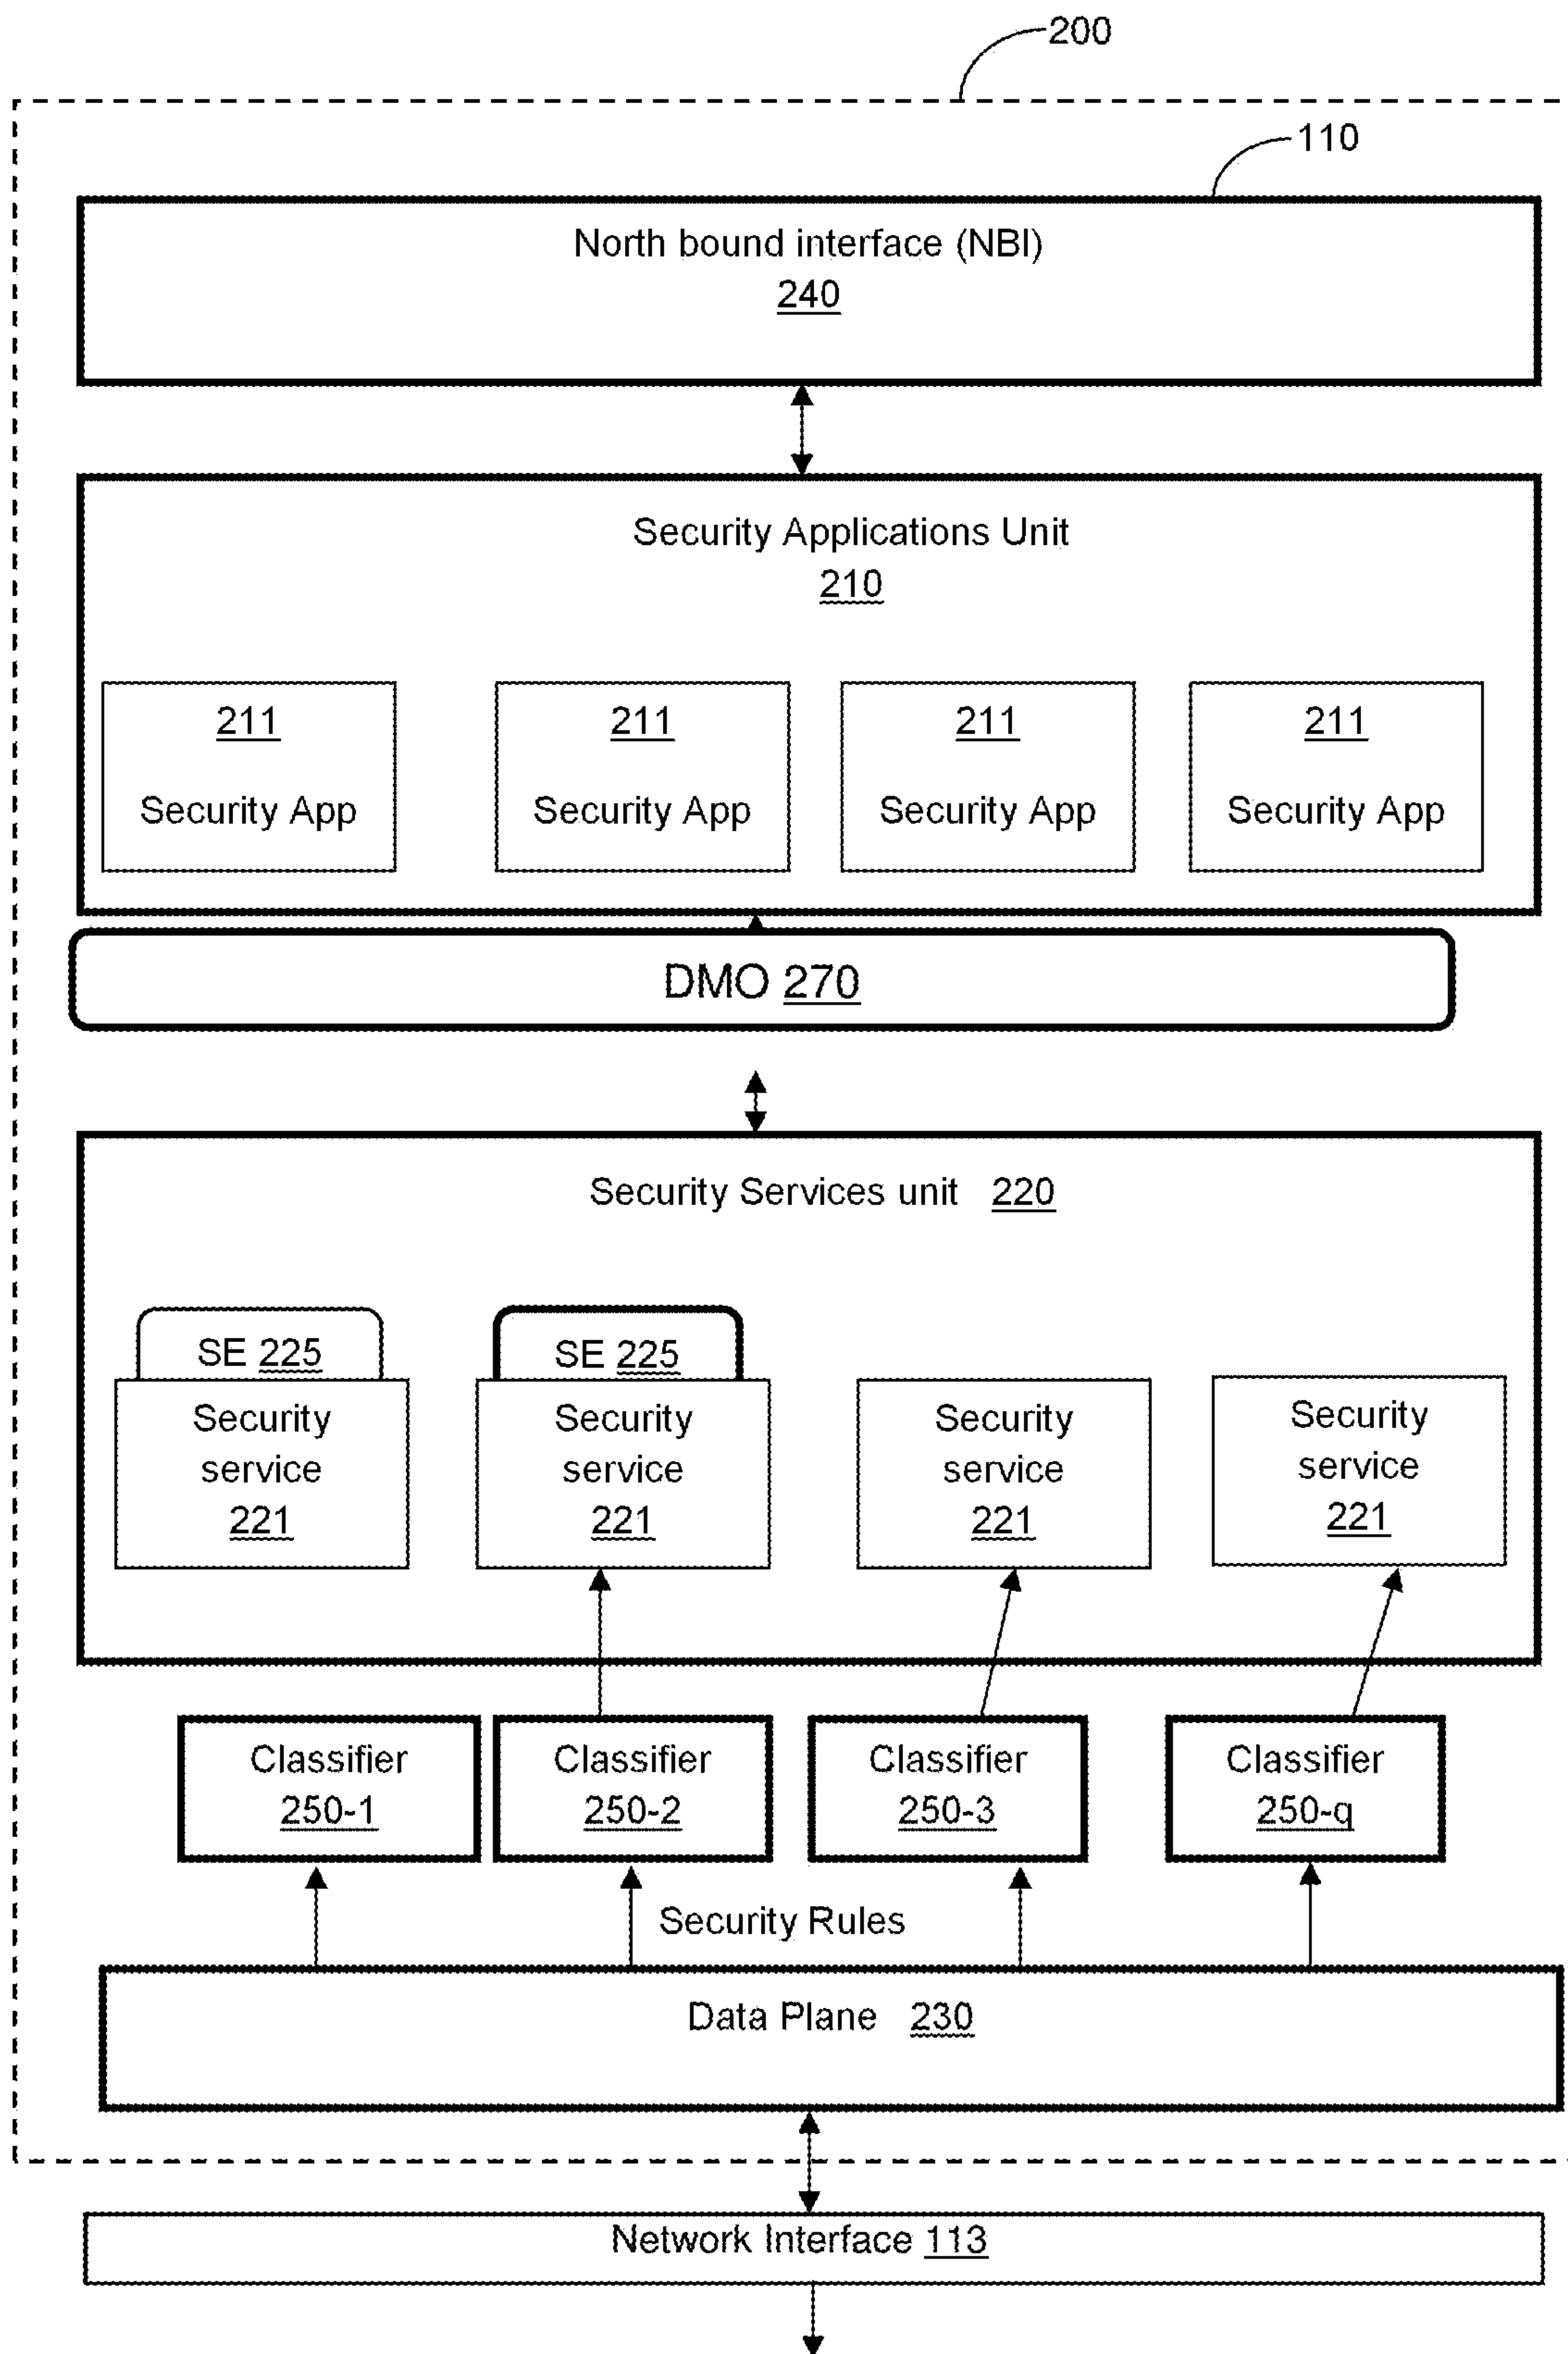 200
110
North bound interface (NBI)
240
Security Applications Unit
210
211 211 211 211
Security App Security App Security App Security App
DMO 270
Security Services unit 220
SE 225 SE 225
Security service 221
Security service 221
Security service 221
Security service 221
Classifier 250-1
Classifier 250-2
Classifier 250-3
Classifier 250-q
Security Rules
Data Plane 230
Network Interface 113